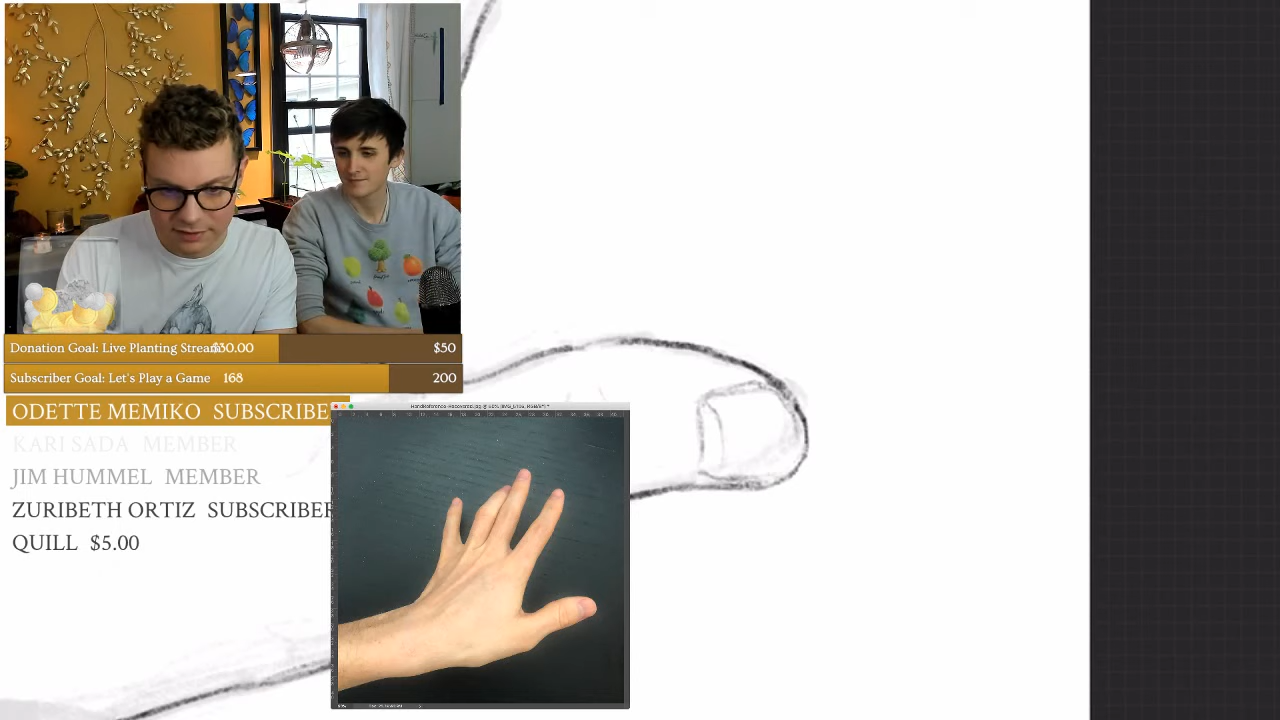 Donation Goal: Live Planting Stream $30.00 $50
Subscriber Goal: Let's Play a Game 168 200
ODETTE MEMIKO SUBSCRIBE
KARI SADA MEMBER
JIM HUMMEL MEMBER
ZURIBETH ORTIZ SUBSCRIBER
QUILL $5.00